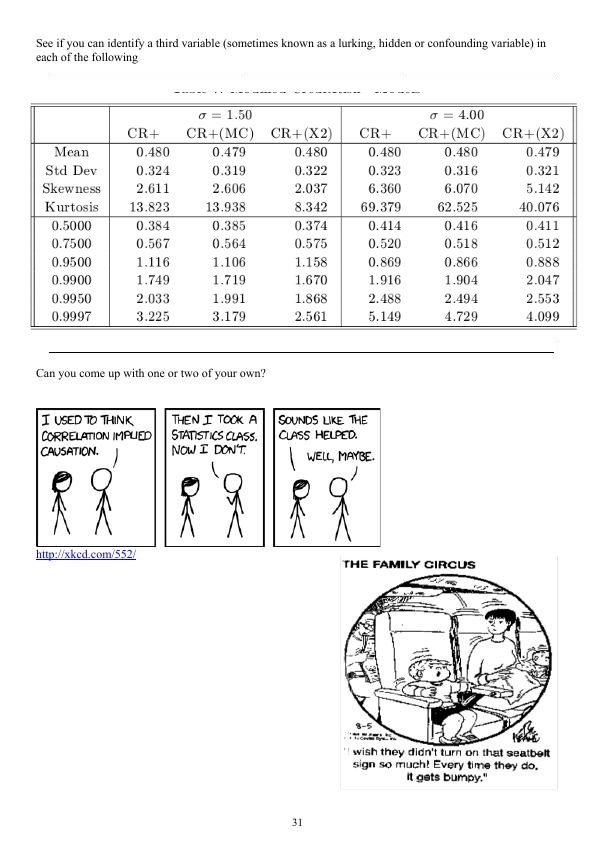 See if you can identify a third variable (sometimes known as a lurking, hidden or confounding variable) in
each of the following
σ = 1.50 σ = 4.00
CR+ CR+(MC) CR+(X2) CR+ CR+(MC) CR+(X2)
Mean 0.480 0.479 0.480 0.480 0.480 0.479
Std Dev 0.324 0.319 0.322 0.323 0.316 0.321
Skewness 2.611 2.606 2.037 6.360 6.070 5.142
Kurtosis 13.823 13.938 8.342 69.379 62.525 40.076
0.5000 0.384 0.385 0.374 0.414 0.416 0.411
0.7500 0.567 0.564 0.575 0.520 0.518 0.512
0.9500 1.116 1.106 1.158 0.869 0.866 0.888
0.9900 1.749 1.719 1.670 1.916 1.904 2.047
0.9950 2.033 1.991 1.868 2.488 2.494 2.553
0.9997 3.225 3.179 2.561 5.149 4.729 4.099
Can you come up with one or two of your own?
I USED TO THINK
CORRELATION IMPLIED
CAUSATION.
THEN I TOOK A
STATISTICS CLASS.
NOW I DON'T.
SOUNDS LIKE THE
CLASS HELPED.
WELL, MAYBE.
http://xkcd.com/552/
THE FAMILY CIRCUS
8-5
"I wish they didn't turn on that seatbelt
sign so much! Every time they do,
it gets bumpy."
31